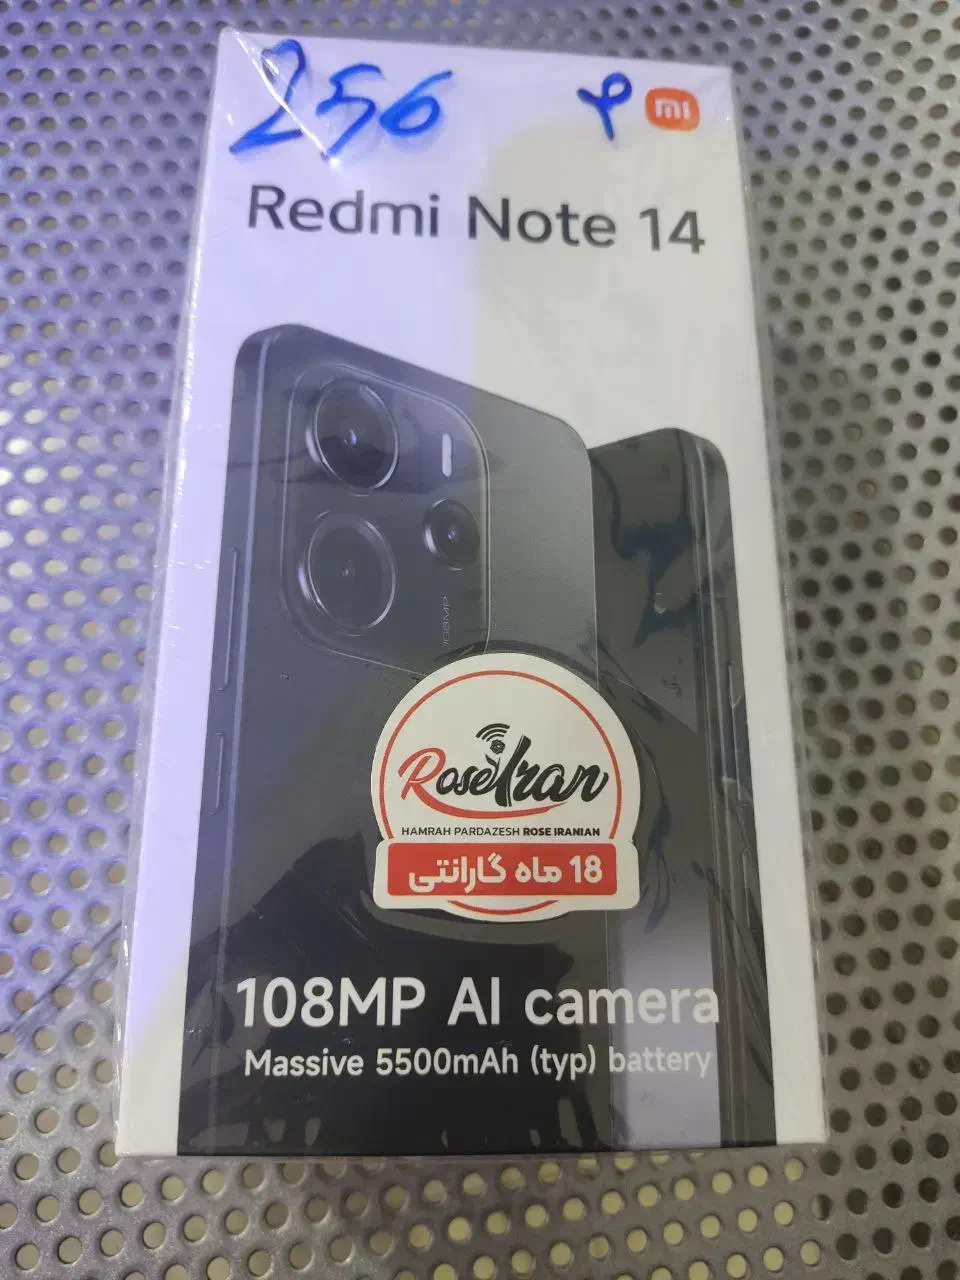 256
mi
Redmi Note 14
108MP
RoseIran
HAMRAH PARDAZESH ROSE IRANIAN
18 ماه گارانتی
108MP AI camera
Massive 5500mAh (typ) battery